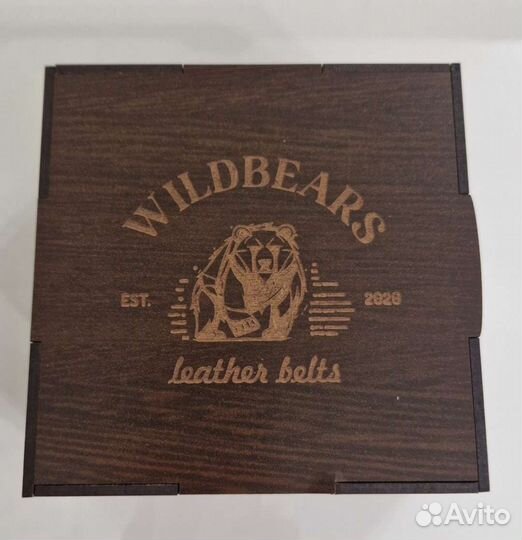 WILDBEARS
EST. 2020
leather belts
Avito